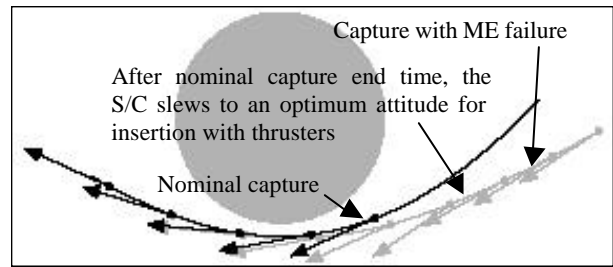 Capture with ME failure
After nominal capture end time, the
S/C slews to an optimum attitude for
insertion with thrusters
Nominal capture